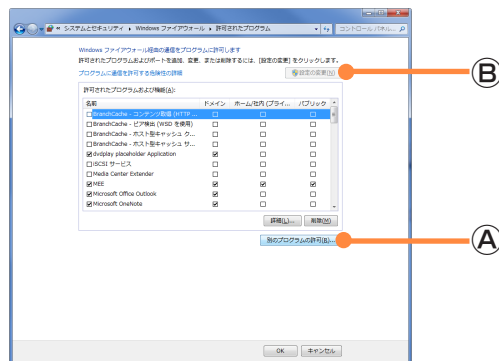 « システムとセキュリティ ▸ Windows ファイアウォール ▸ 許可されたプログラム
コントロール パネル...
Windows ファイアウォール経由の通信をプログラムに許可します
許可されたプログラムおよびポートを追加、変更、または削除するには、[設定の変更] をクリックします。
プログラムに通信を許可する危険性の詳細
設定の変更(N)
B
許可されたプログラムおよび機能(A):
名前 ドメイン ホーム/社内 (プライ... パブリック
BranchCache - コンテンツ取得 (HTTP ...
BranchCache - ピア検出 (WSD を使用)
BranchCache - ホスト型キャッシュ ク...
BranchCache - ホスト型キャッシュ サ...
dvdplay placeholder Application
iSCSI サービス
Media Center Extender
MEE
Microsoft Office Outlook
Microsoft OneNote
詳細(L)... 削除(M)
別のプログラムの許可(R)...
A
OK キャンセル